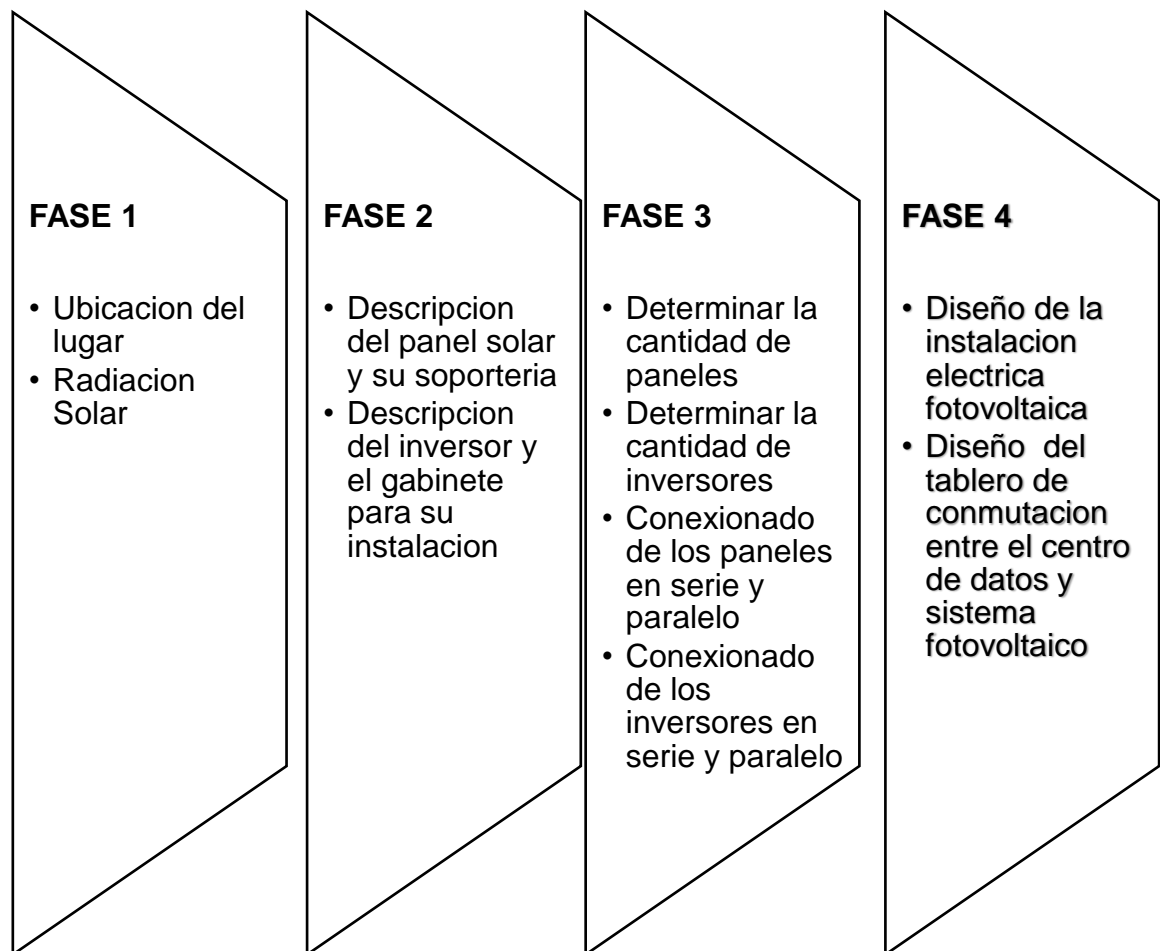 FASE 1
• Ubicacion del
lugar
• Radiacion
Solar
FASE 2
• Descripcion
del panel solar
y su soporteria
• Descripcion
del inversor y
el gabinete
para su
instalacion
FASE 3
• Determinar la
cantidad de
paneles
• Determinar la
cantidad de
inversores
• Conexionado
de los paneles
en serie y
paralelo
• Conexionado
de los
inversores en
serie y paralelo
FASE 4
• Diseño de la
instalacion
electrica
fotovoltaica
• Diseño  del
tablero de
conmutacion
entre el centro
de datos y
sistema
fotovoltaico